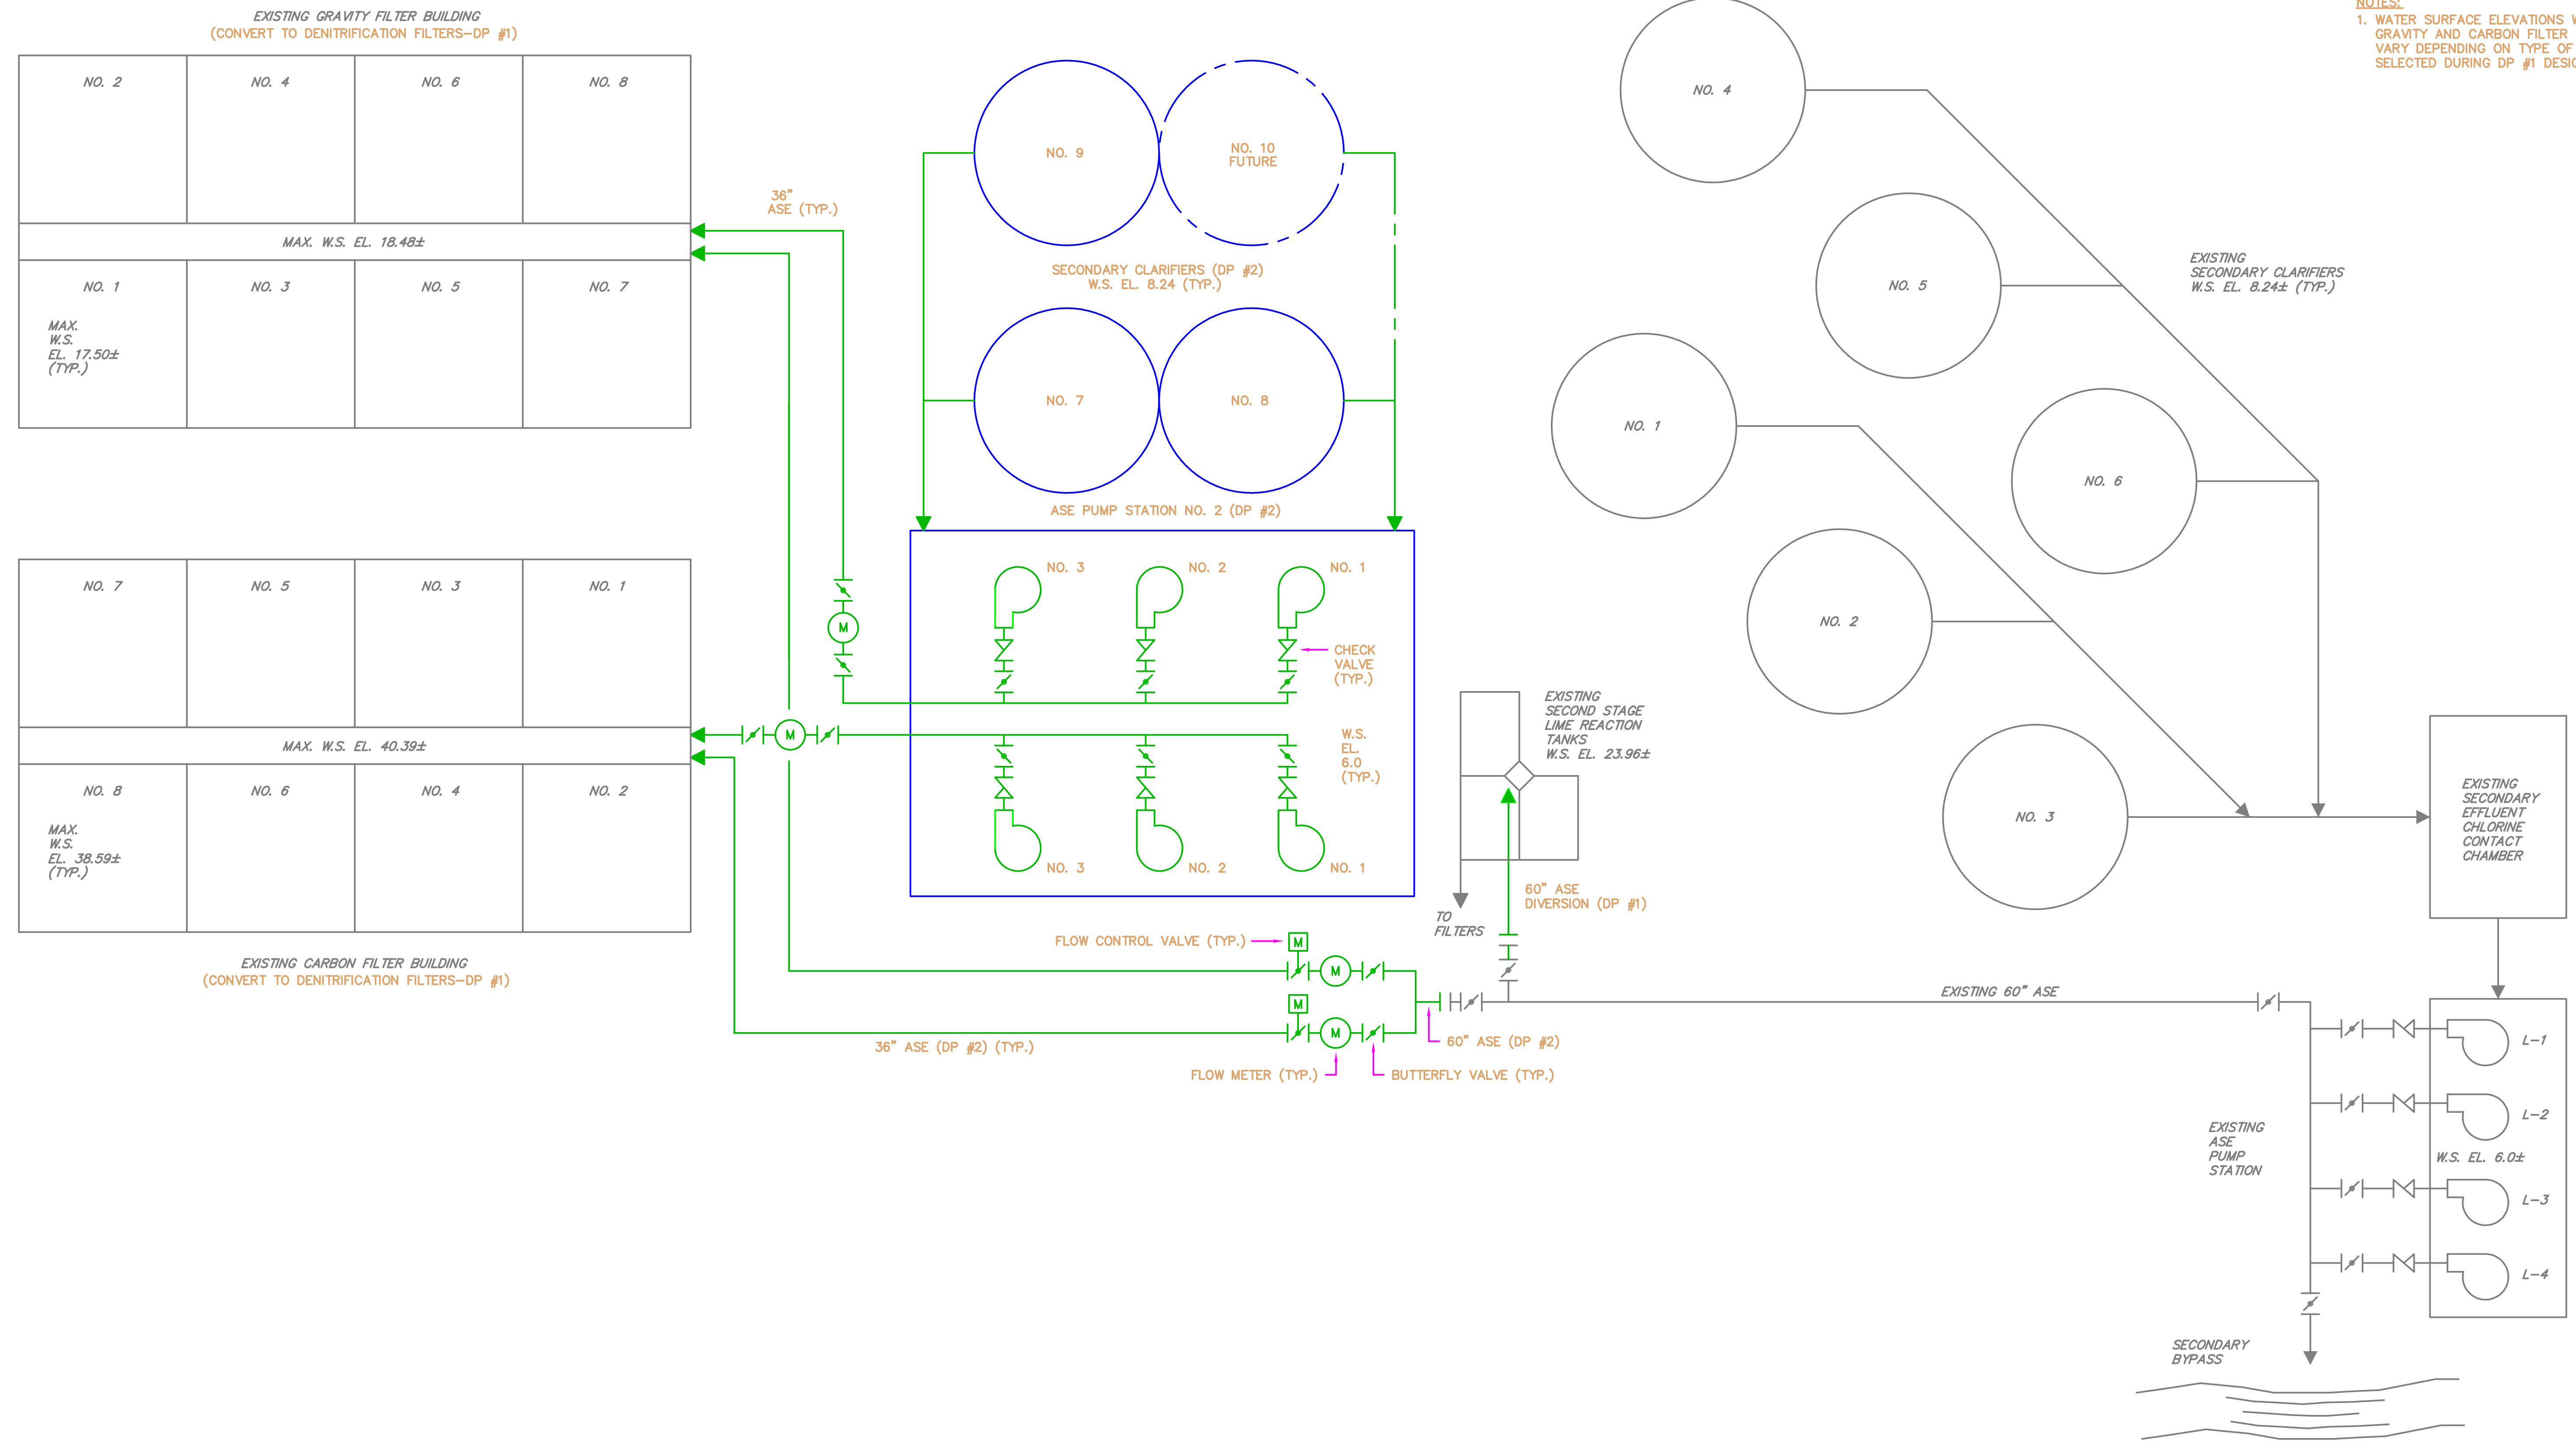 EXISTING GRAVITY FILTER BUILDING
(CONVERT TO DENITRIFICATION FILTERS-DP #1)
NO. 2
NO. 4
NO. 6
NO. 8
MAX. W.S. EL. 18.48±
NO. 1
NO. 3
NO. 5
NO. 7
MAX.
W.S.
EL. 17.50±
(TYP.)
NO. 7
NO. 5
NO. 3
NO. 1
MAX. W.S. EL. 40.39±
NO. 8
NO. 6
NO. 4
NO. 2
MAX.
W.S.
EL. 38.59±
(TYP.)
EXISTING CARBON FILTER BUILDING
(CONVERT TO DENITRIFICATION FILTERS-DP #1)
36"
ASE (TYP.)
M
M
NO. 9
NO. 10
FUTURE
SECONDARY CLARIFIERS (DP #2)
W.S. EL. 8.24 (TYP.)
NO. 7
NO. 8
ASE PUMP STATION NO. 2 (DP #2)
NO. 3
NO. 2
NO. 1
CHECK
VALVE
(TYP.)
W.S.
EL.
6.0
(TYP.)
NO. 3
NO. 2
NO. 1
FLOW CONTROL VALVE (TYP.)
M
M
M
M
36" ASE (DP #2) (TYP.)
60" ASE (DP #2)
FLOW METER (TYP.)
BUTTERFLY VALVE (TYP.)
EXISTING
SECOND STAGE
LIME REACTION
TANKS
W.S. EL. 23.96±
TO
FILTERS
60" ASE
DIVERSION (DP #1)
EXISTING 60" ASE
NO. 4
NO. 5
NO. 1
NO. 6
NO. 2
NO. 3
EXISTING
SECONDARY CLARIFIERS
W.S. EL. 8.24± (TYP.)
NOTES:
1. WATER SURFACE ELEVATIONS
GRAVITY AND CARBON FILTER
VARY DEPENDING ON TYPE OF
SELECTED DURING DP #1
EXISTING
SECONDARY
EFFLUENT
CHLORINE
CONTACT
CHAMBER
L-1
L-2
W.S. EL. 6.0±
L-3
L-4
EXISTING
ASE
PUMP
STATION
SECONDARY
BYPASS